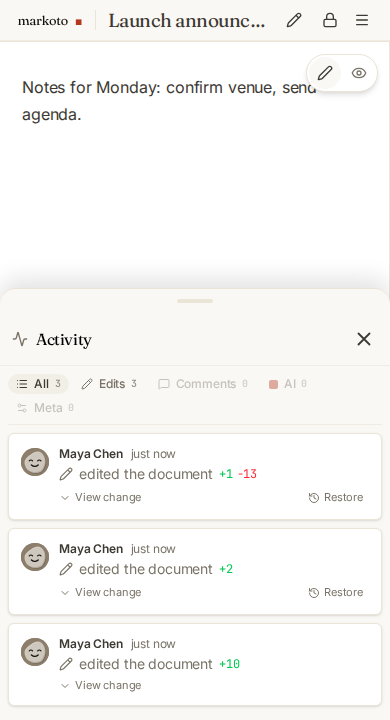 markoto
Launch announc...
Notes for Monday: confirm venue, send
agenda.
Activity
All 3 Edits 3 Comments 0 AI 0
Meta 0
Maya Chen just now
edited the document +1 -13
View change Restore
Maya Chen just now
edited the document +2
View change Restore
Maya Chen just now
edited the document +10
View change